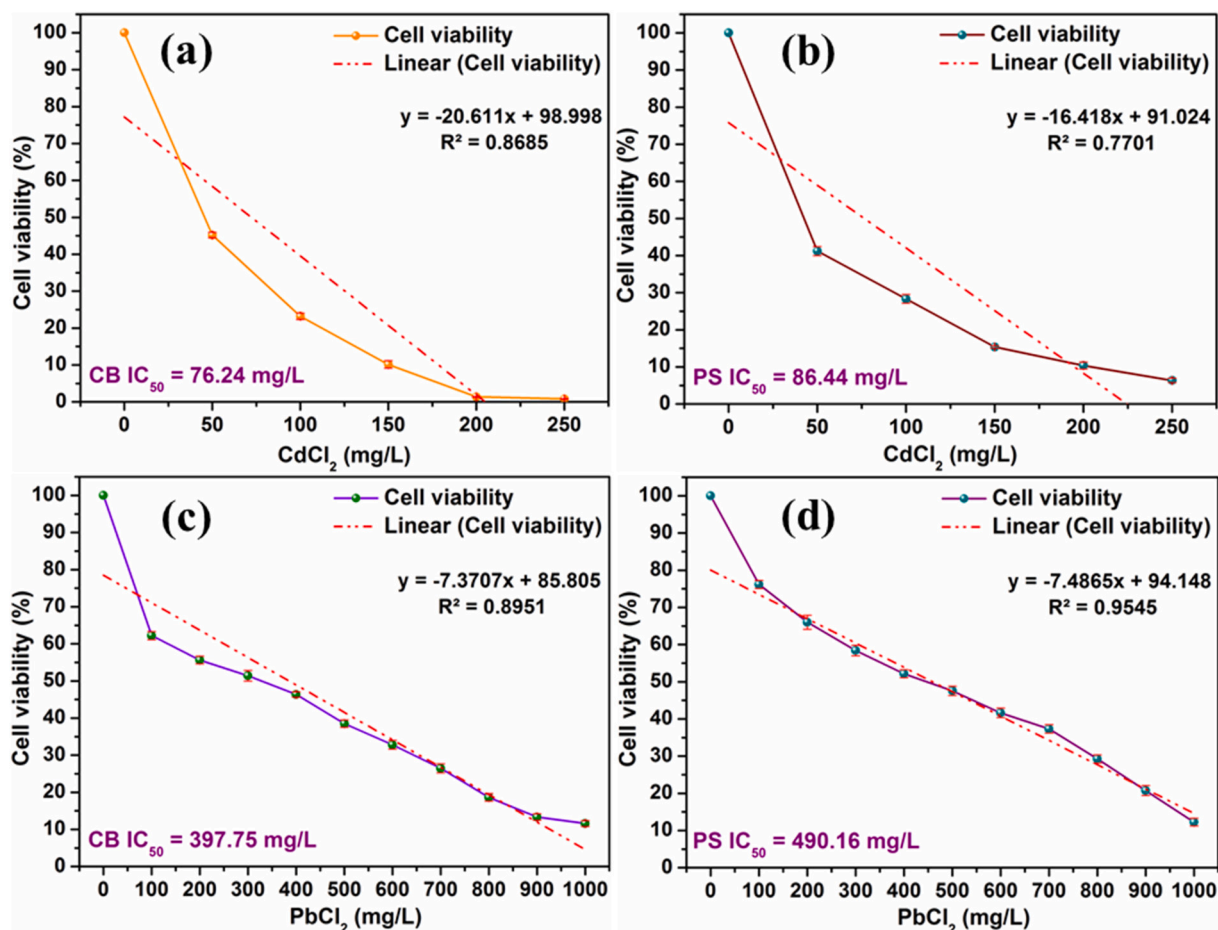 (a)
Cell viability
Linear (Cell viability)
y = -20.611x + 98.998
R² = 0.8685
CB IC₅₀ = 76.24 mg/L
Cell viability (%)
100
90
80
70
60
50
40
30
20
10
0
0 50 100 150 200 250
CdCl₂ (mg/L)
(b)
Cell viability
Linear (Cell viability)
y = -16.418x + 91.024
R² = 0.7701
PS IC₅₀ = 86.44 mg/L
Cell viability (%)
100
90
80
70
60
50
40
30
20
10
0
0 50 100 150 200 250
CdCl₂ (mg/L)
(c)
Cell viability
Linear (Cell viability)
y = -7.3707x + 85.805
R² = 0.8951
CB IC₅₀ = 397.75 mg/L
Cell viability (%)
100
90
80
70
60
50
40
30
20
10
0
0 100 200 300 400 500 600 700 800 900 1000
PbCl₂ (mg/L)
(d)
Cell viability
Linear (Cell viability)
y = -7.4865x + 94.148
R² = 0.9545
PS IC₅₀ = 490.16 mg/L
Cell viability (%)
100
90
80
70
60
50
40
30
20
10
0
0 100 200 300 400 500 600 700 800 900 1000
PbCl₂ (mg/L)